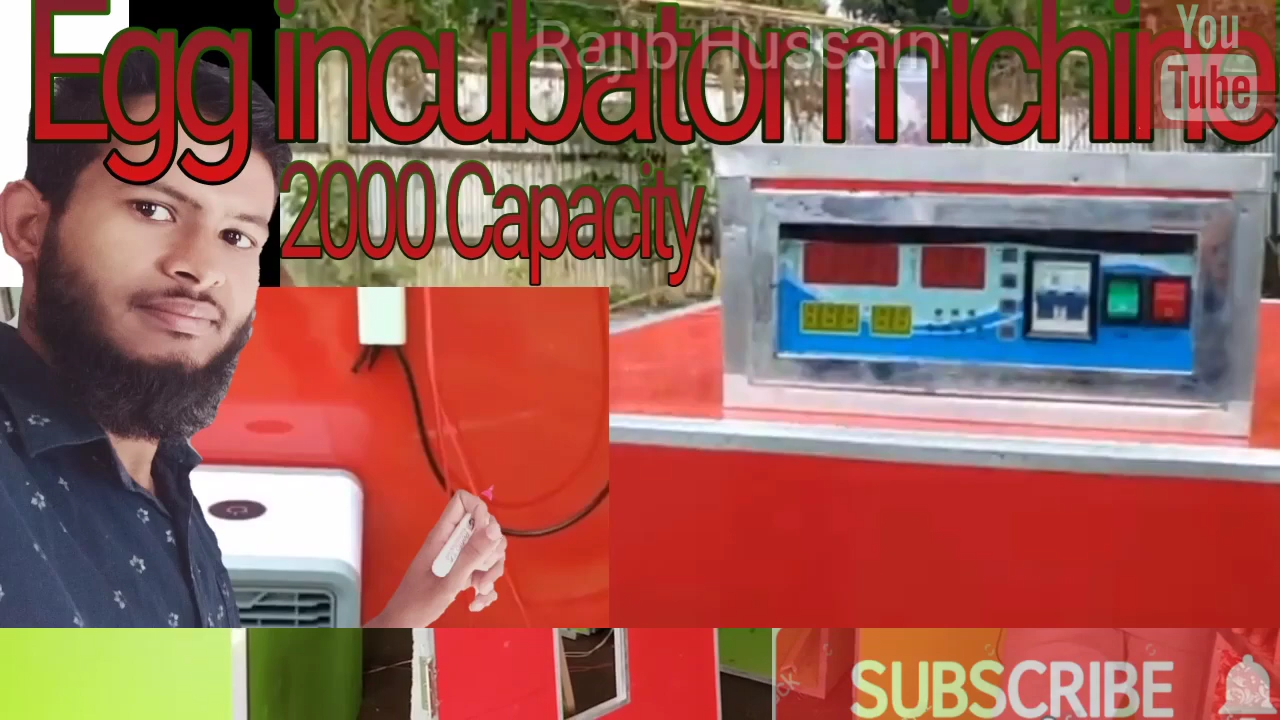 Egg incubator michine
Rajib Hussain
You
Tube
2000 Capacity
SUBSCRIBE